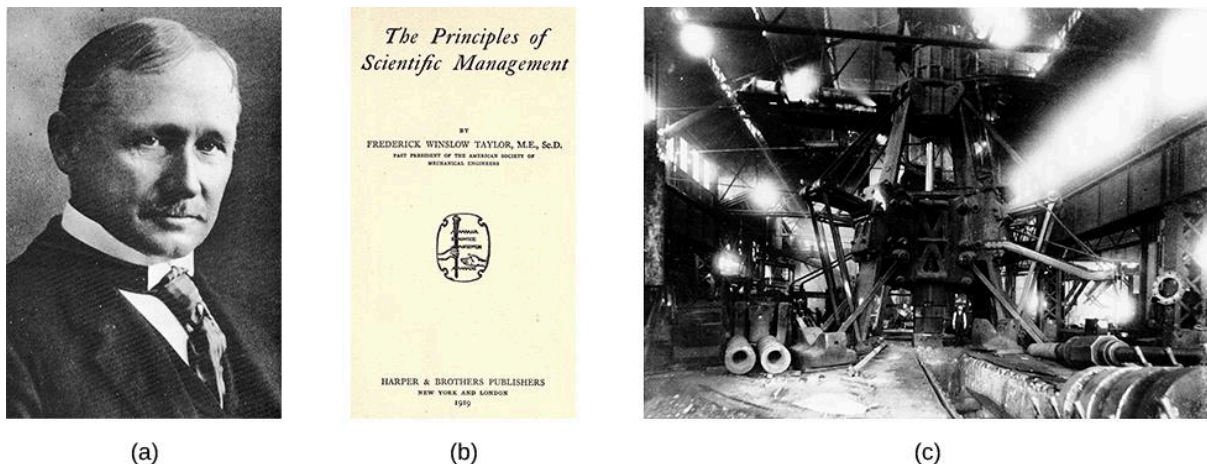 The Principles of
Scientific Management
BY
FREDERICK WINSLOW TAYLOR, M.E., Sc.D.
PAST PRESIDENT OF THE AMERICAN SOCIETY OF
MECHANICAL ENGINEERS
HARPER & BROTHERS PUBLISHERS
NEW YORK AND LONDON
1919
(a)
(b)
(c)